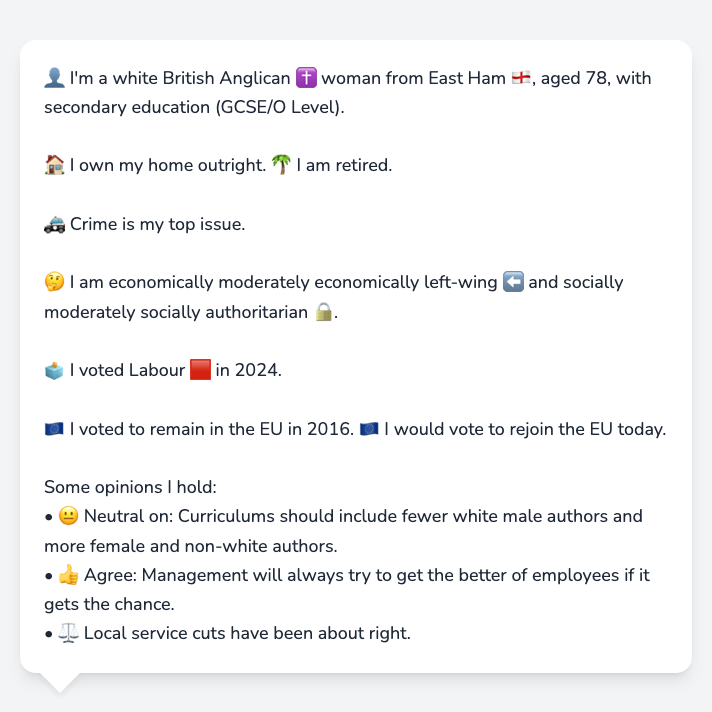 👤 I'm a white British Anglican ✝️ woman from East Ham 🏴󠁧󠁢󠁥󠁮󠁧󠁿, aged 78, with
secondary education (GCSE/O Level).
🏠 I own my home outright. 🌴 I am retired.
🚓 Crime is my top issue.
🤔 I am economically moderately economically left-wing ⬅️ and socially
moderately socially authoritarian 🔒.
🗳️ I voted Labour 🟥 in 2024.
🇪🇺 I voted to remain in the EU in 2016. 🇪🇺 I would vote to rejoin the EU today.
Some opinions I hold:
• 😐 Neutral on: Curriculums should include fewer white male authors and
more female and non-white authors.
• 👍 Agree: Management will always try to get the better of employees if it
gets the chance.
• ⚖️ Local service cuts have been about right.